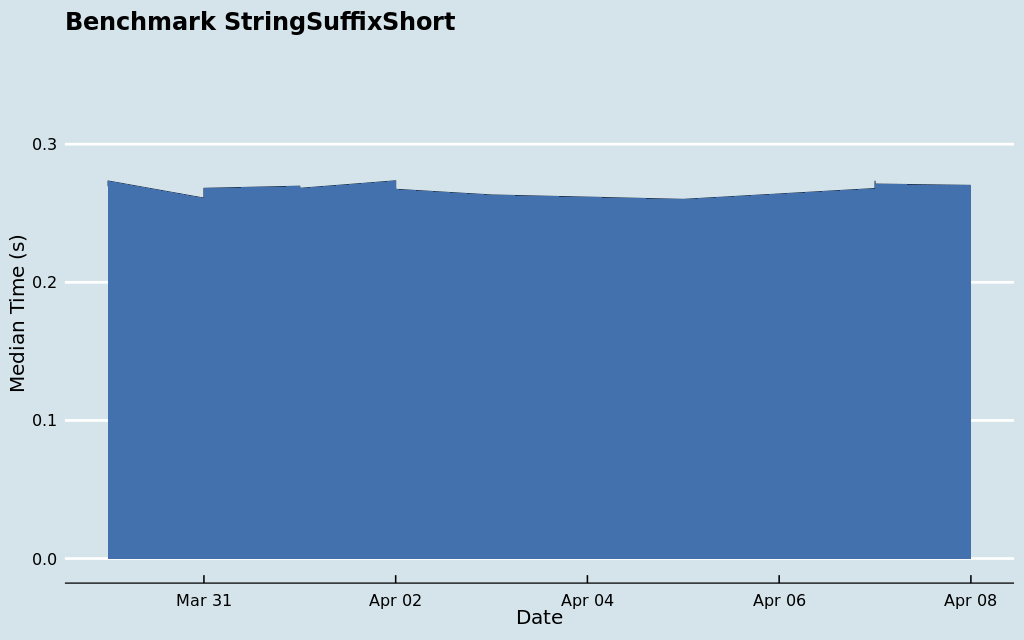 Benchmark StringSuffixShort
0.3
0.2
0.1
0.0
Median Time (s)
Mar 31
Apr 02
Apr 04
Apr 06
Apr 08
Date